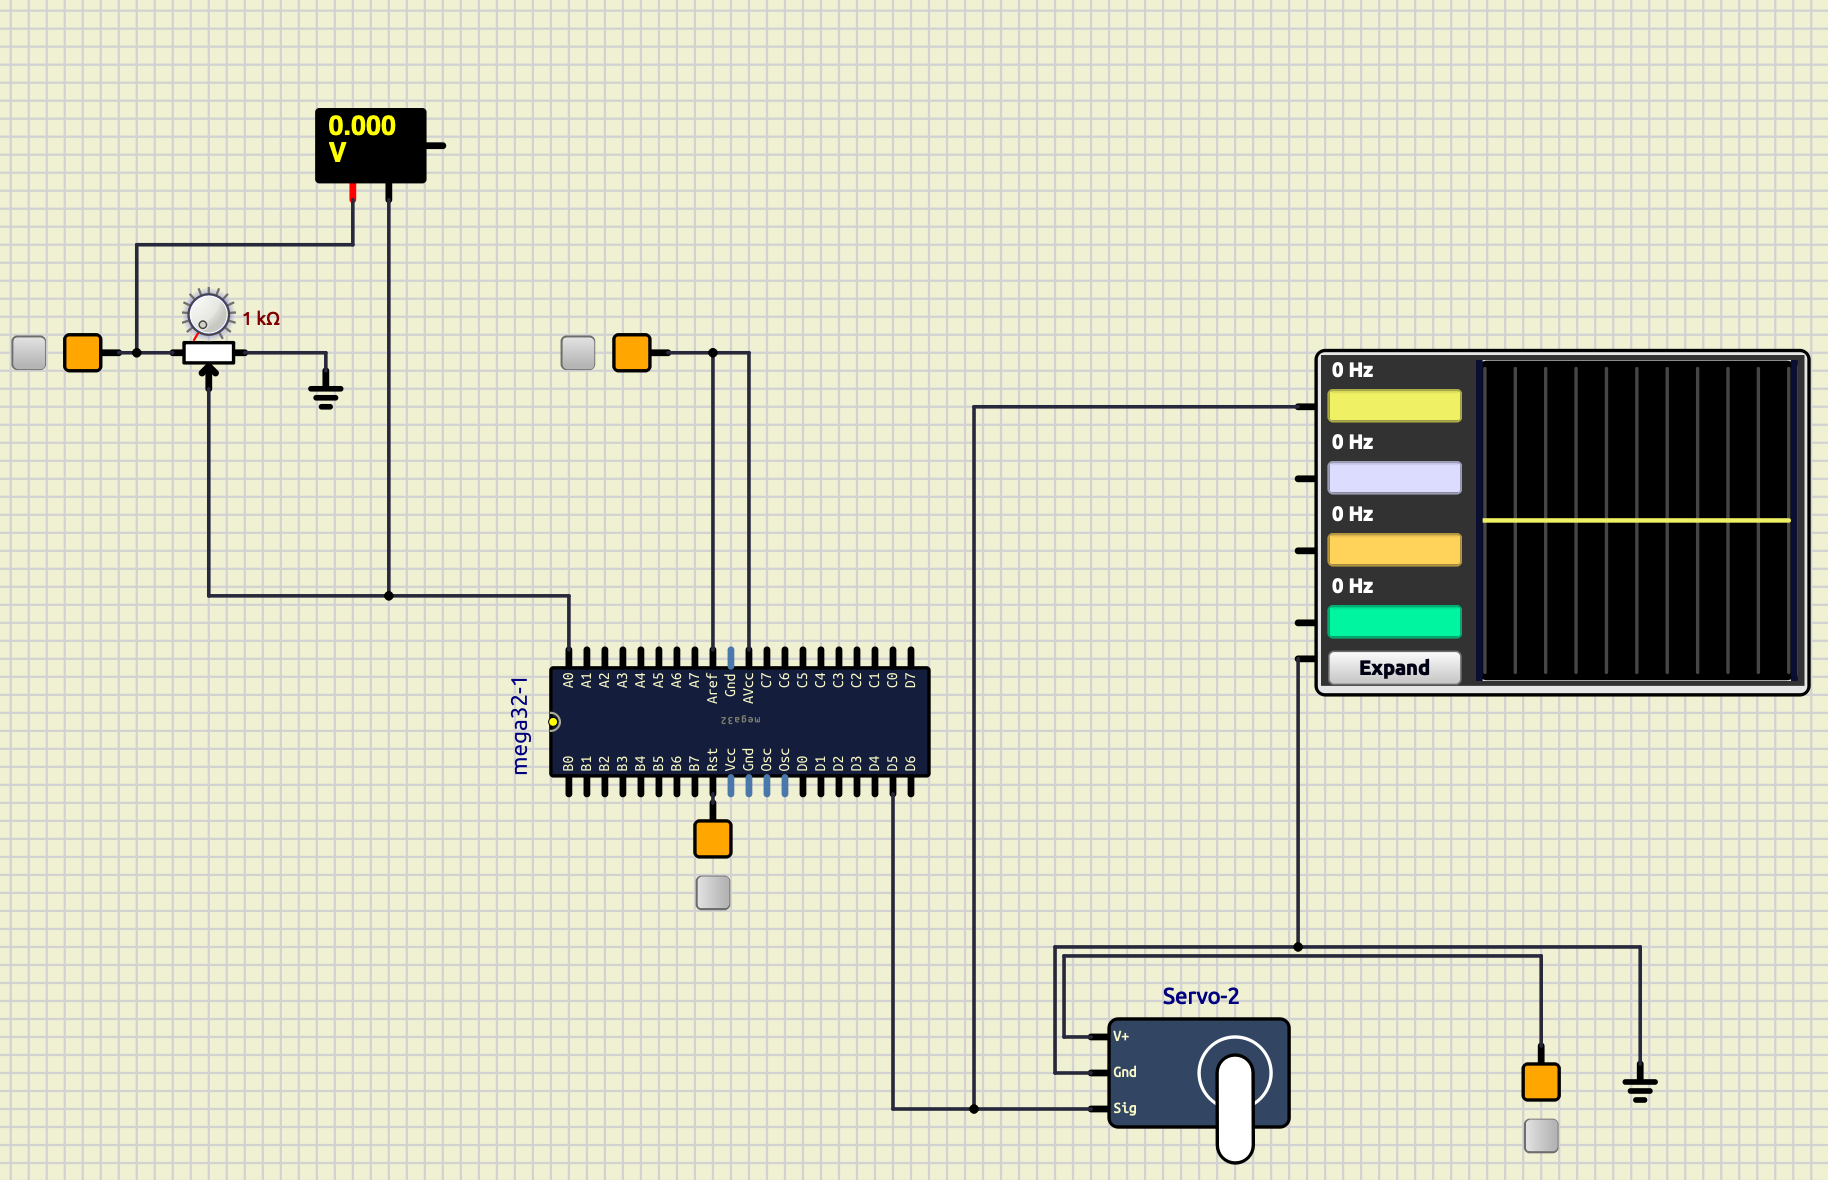 0.000
V
1 kΩ
0 Hz
0 Hz
0 Hz
0 Hz
Expand
mega32-1
A0 A1 A2 A3 A4 A5 A6 A7 Aref Gnd AVcc C7 C6 C5 C4 C3 C2 C1 C0 D7
mega32
B0 B1 B2 B3 B4 B5 B6 B7 Rst Vcc Gnd Osc Osc D0 D1 D2 D3 D4 D5 D6
Servo-2
V+
Gnd
Sig